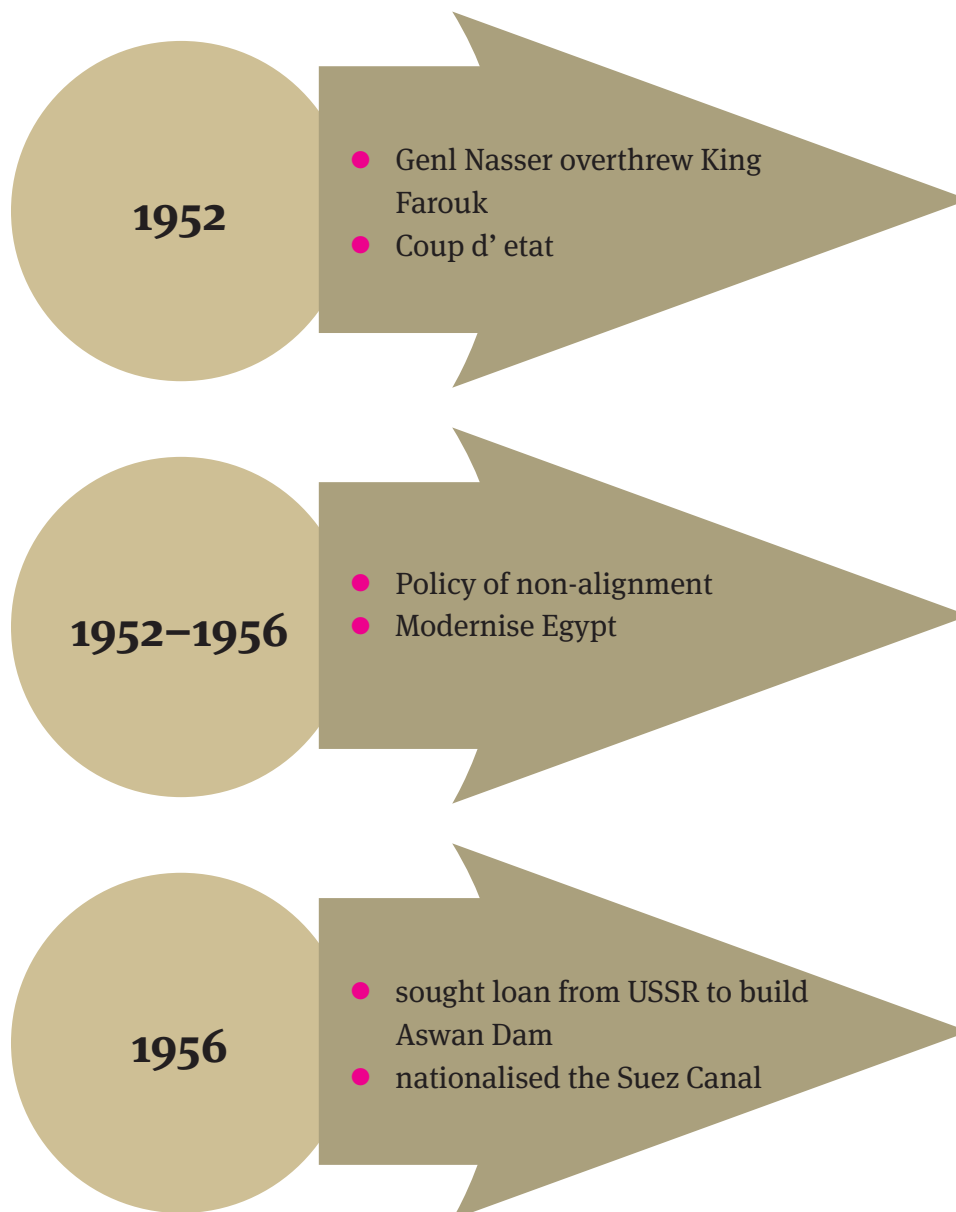 1952
● Genl Nasser overthrew King
Farouk
● Coup d’ etat
1952–1956
● Policy of non-alignment
● Modernise Egypt
1956
● sought loan from USSR to build
Aswan Dam
● nationalised the Suez Canal